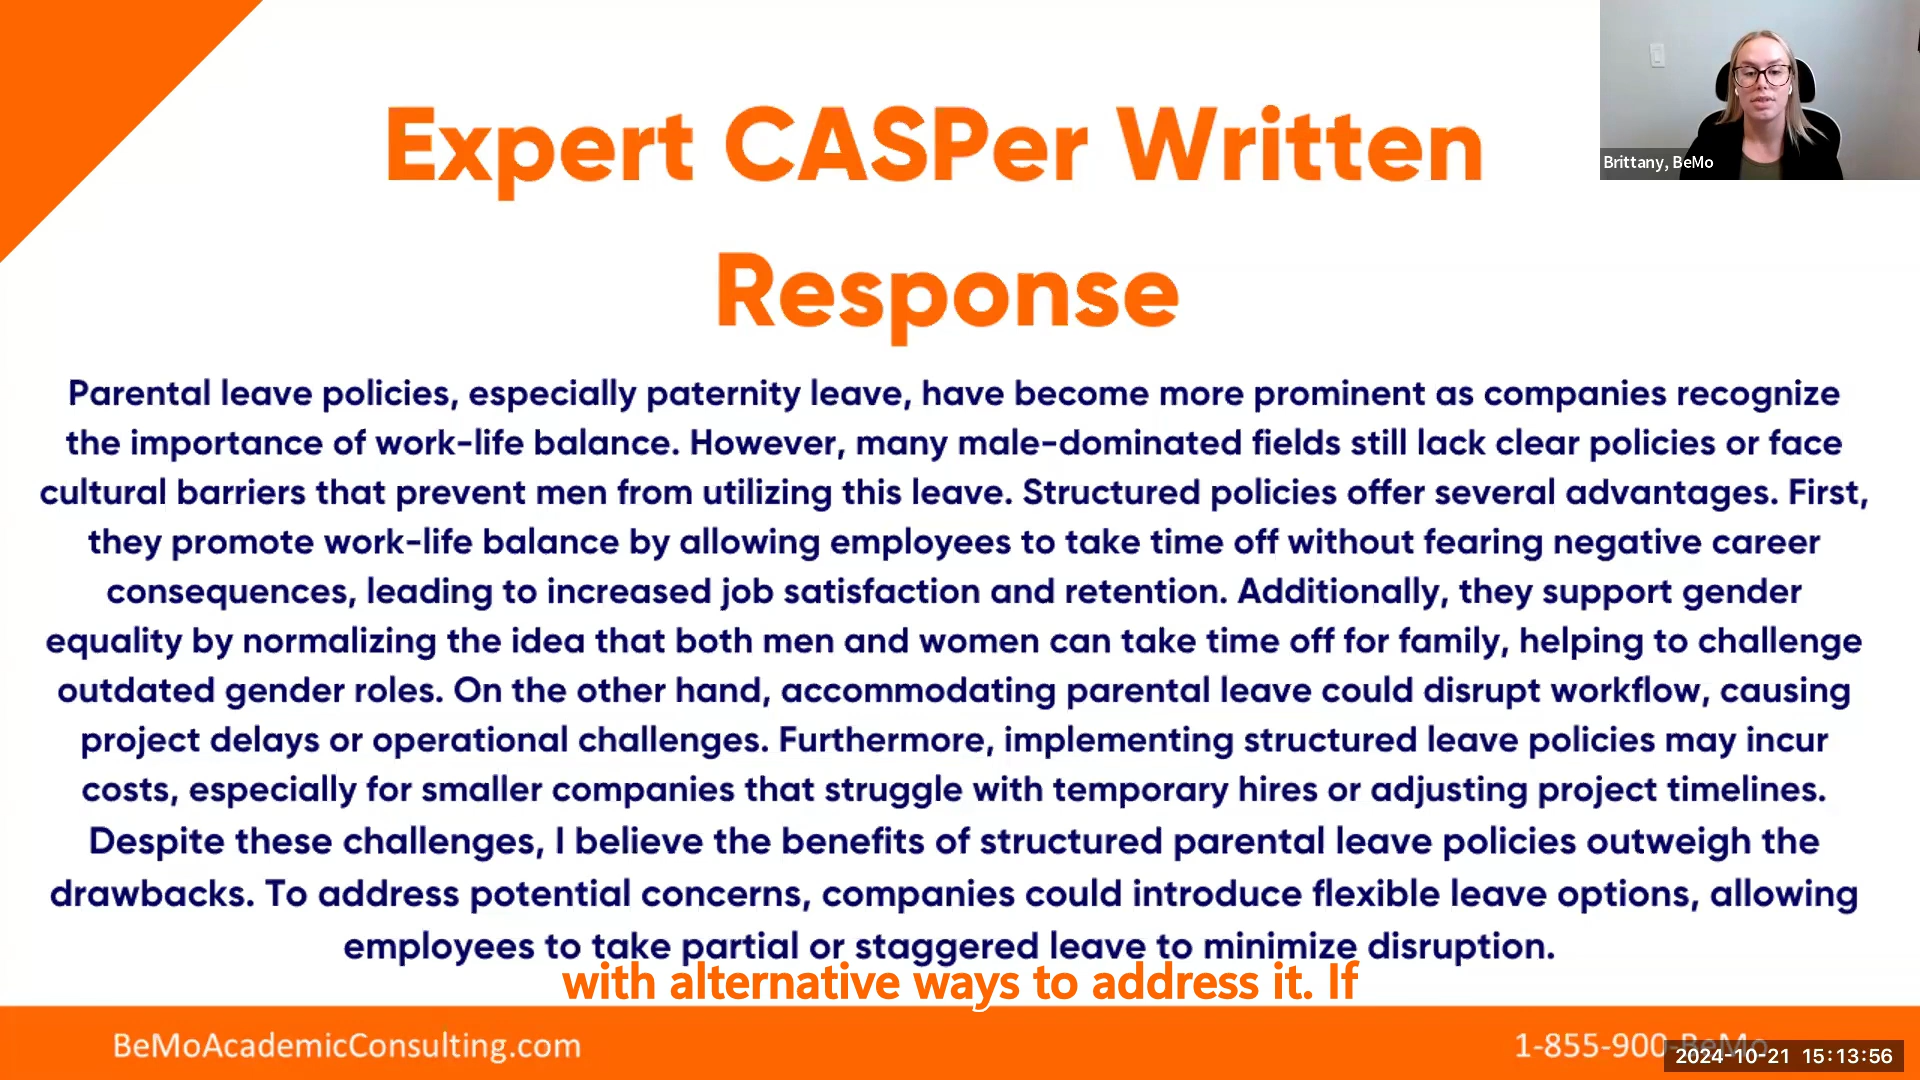 Expert CASPer Written
Response
Brittany, BeMo
Parental leave policies, especially paternity leave, have become more prominent as companies recognize
the importance of work-life balance. However, many male-dominated fields still lack clear policies or face
cultural barriers that prevent men from utilizing this leave. Structured policies offer several advantages. First,
they promote work-life balance by allowing employees to take time off without fearing negative career
consequences, leading to increased job satisfaction and retention. Additionally, they support gender
equality by normalizing the idea that both men and women can take time off for family, helping to challenge
outdated gender roles. On the other hand, accommodating parental leave could disrupt workflow, causing
project delays or operational challenges. Furthermore, implementing structured leave policies may incur
costs, especially for smaller companies that struggle with temporary hires or adjusting project timelines.
Despite these challenges, I believe the benefits of structured parental leave policies outweigh the
drawbacks. To address potential concerns, companies could introduce flexible leave options, allowing
employees to take partial or staggered leave to minimize disruption.
with alternative ways to address it. If
BeMoAcademicConsulting.com
1-855-900-BeMo
2024-10-21 15:13:56